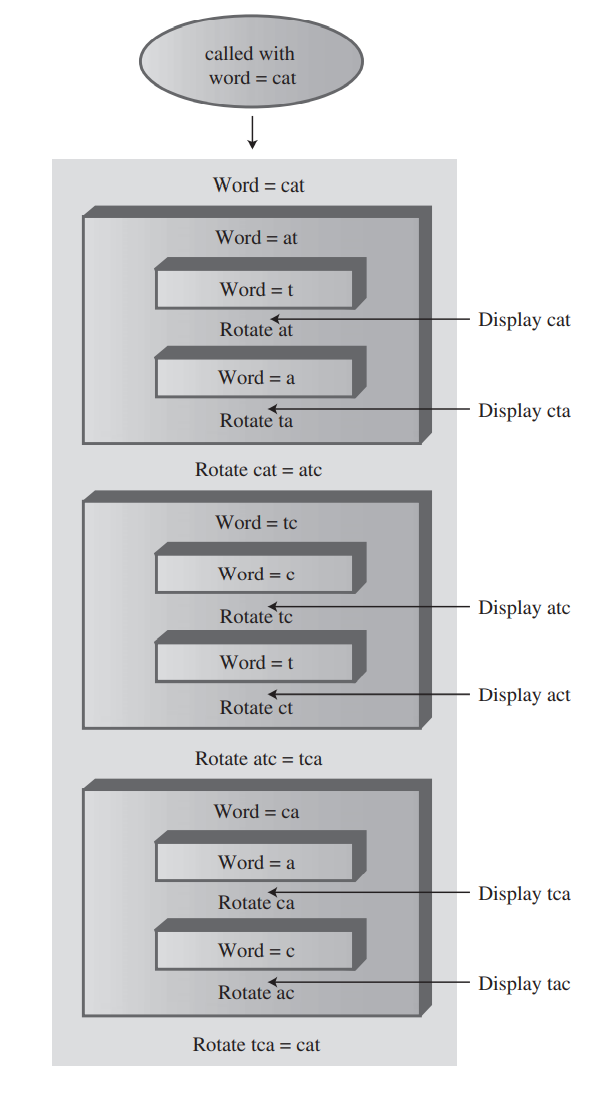 called with
word = cat
Word = cat
Word = at
Word = t
Display cat
Rotate at
Word = a
Display cta
Rotate ta
Rotate cat = atc
Word = tc
Word = c
Display atc
Rotate tc
Word = t
Display act
Rotate ct
Rotate atc = tca
Word = ca
Word = a
Display tca
Rotate ca
Word = c
Display tac
Rotate ac
Rotate tca = cat